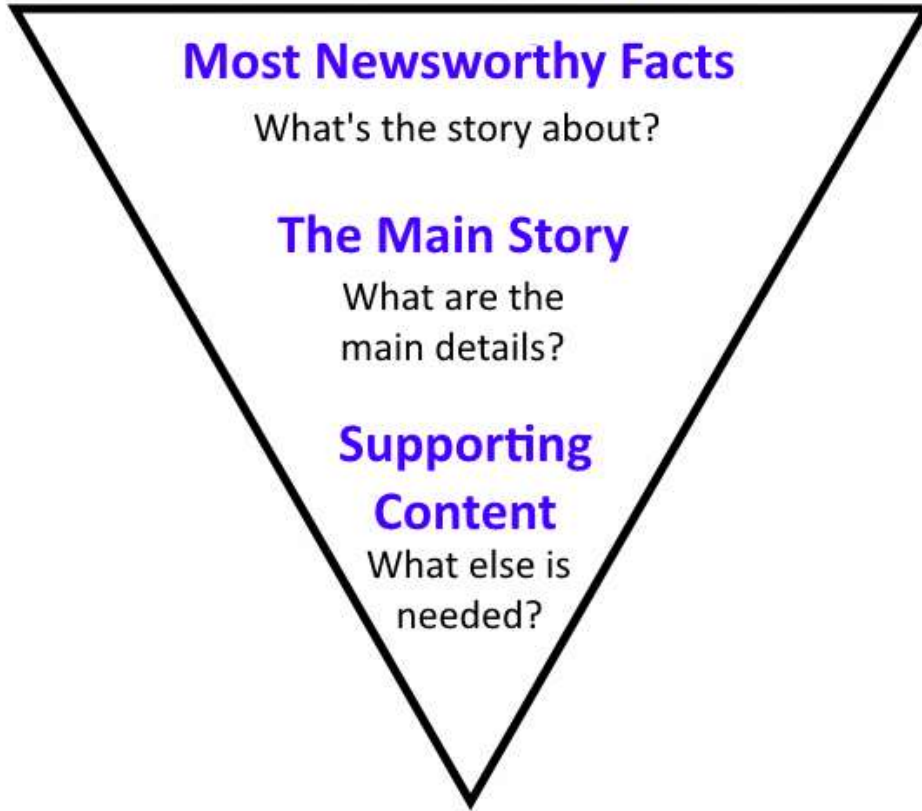 Most Newsworthy Facts
What's the story about?
The Main Story
What are the
main details?
Supporting
Content
What else is
needed?